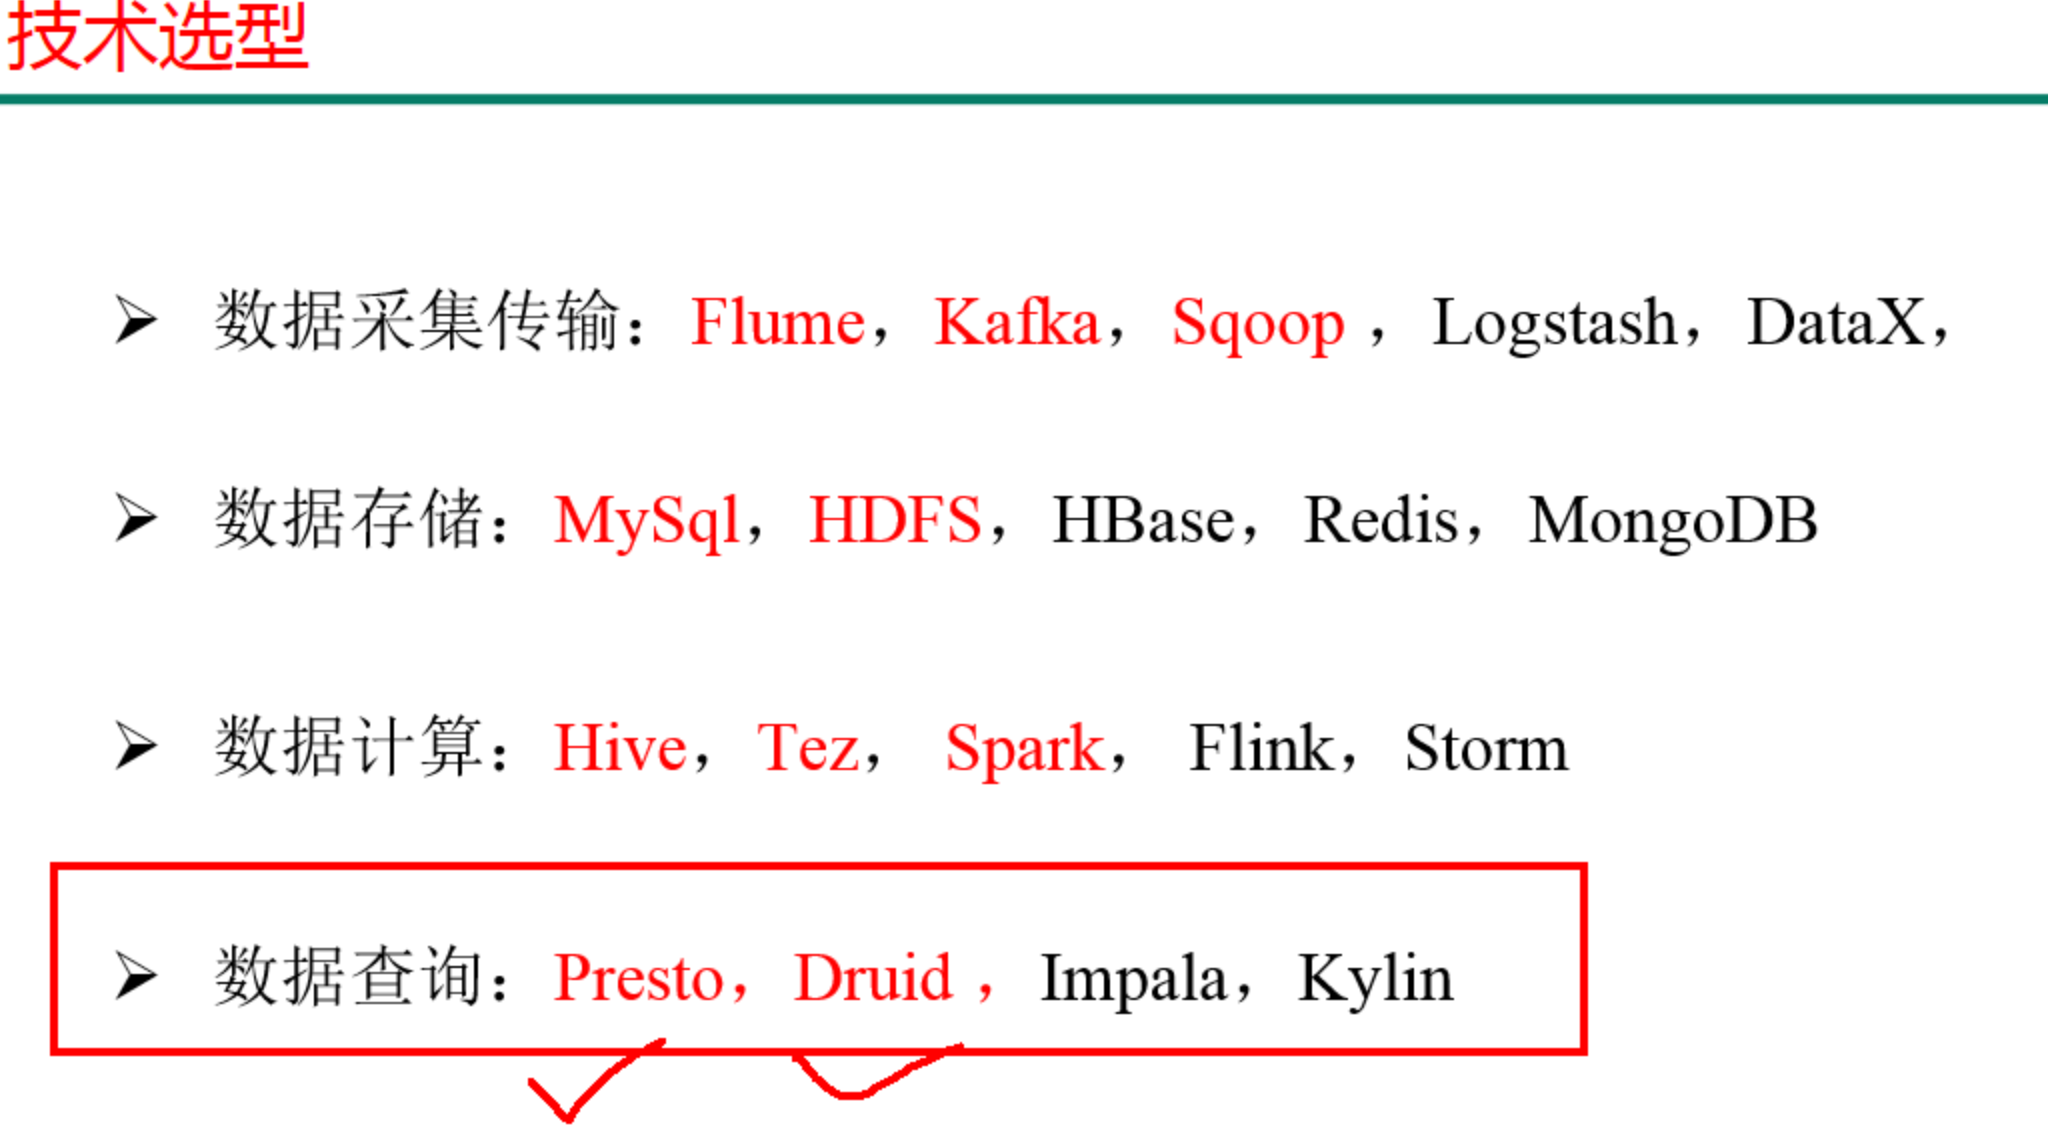 技术选型
➢ 数据采集传输：Flume，Kafka，Sqoop ，Logstash，DataX，
➢ 数据存储：MySql，HDFS，HBase，Redis，MongoDB
➢ 数据计算：Hive，Tez， Spark， Flink，Storm
➢ 数据查询：Presto，Druid ，Impala，Kylin